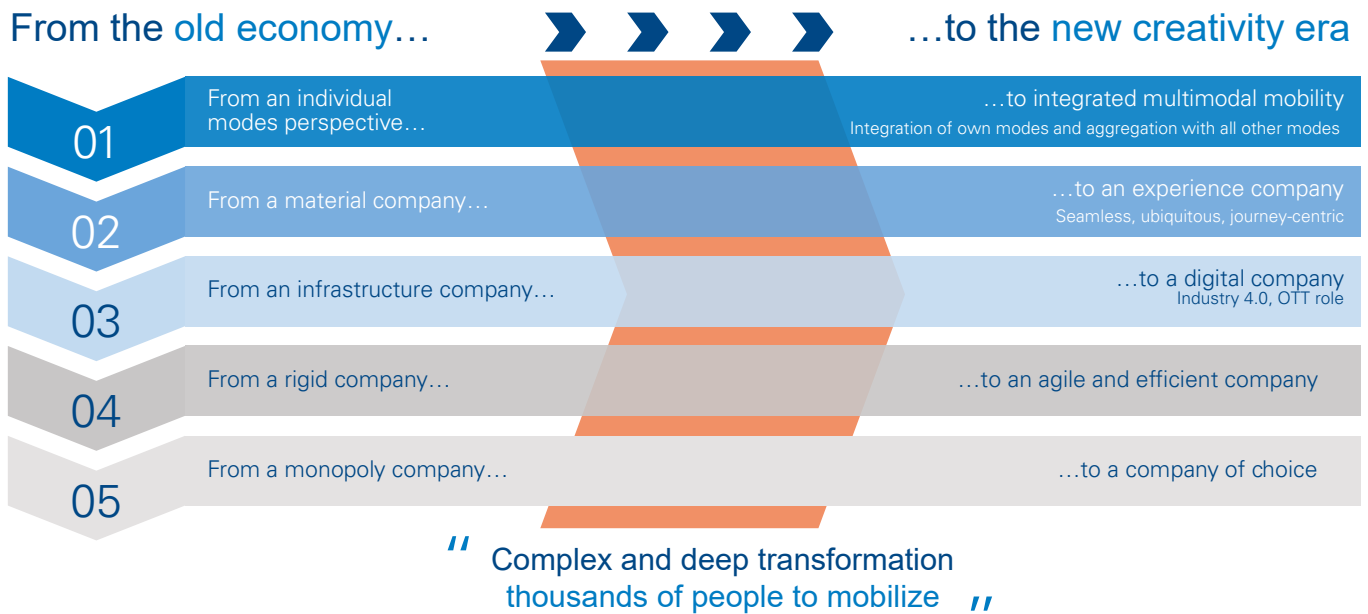 From the old economy…
…to the new creativity era
01
From an individual
modes perspective…
…to integrated multimodal mobility
Integration of own modes and aggregation with all other modes
02
From a material company…
…to an experience company
Seamless, ubiquitous, journey-centric
03
From an infrastructure company…
…to a digital company
Industry 4.0, OTT role
04
From a rigid company…
…to an agile and efficient company
05
From a monopoly company…
…to a company of choice
" Complex and deep transformation
thousands of people to mobilize "